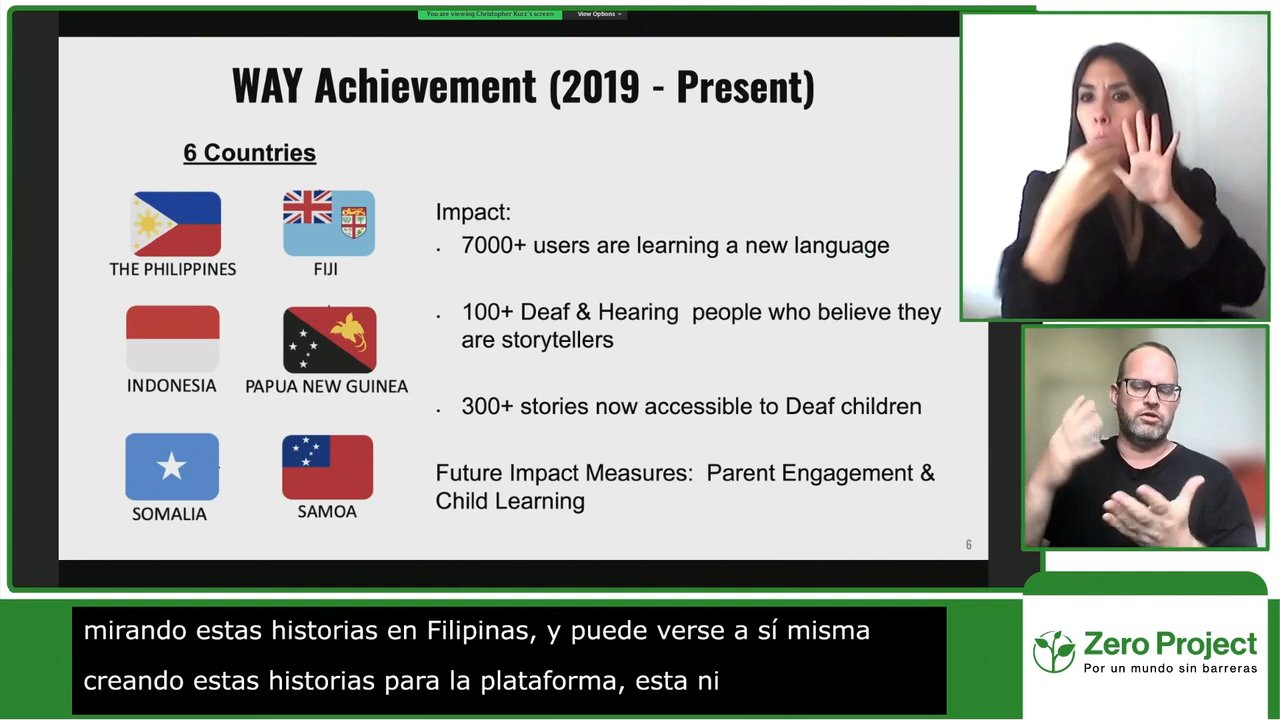 You are viewing Christopher Kurz's screen
View Options
WAY Achievement (2019 - Present)
6 Countries
THE PHILIPPINES
FIJI
INDONESIA
PAPUA NEW GUINEA
SOMALIA
SAMOA
Impact:
7000+ users are learning a new language
100+ Deaf & Hearing people who believe they
are storytellers
300+ stories now accessible to Deaf children
Future Impact Measures: Parent Engagement &
Child Learning
6
mirando estas historias en Filipinas, y puede verse a sí misma
creando estas historias para la plataforma, esta ni
Zero Project
Por un mundo sin barreras